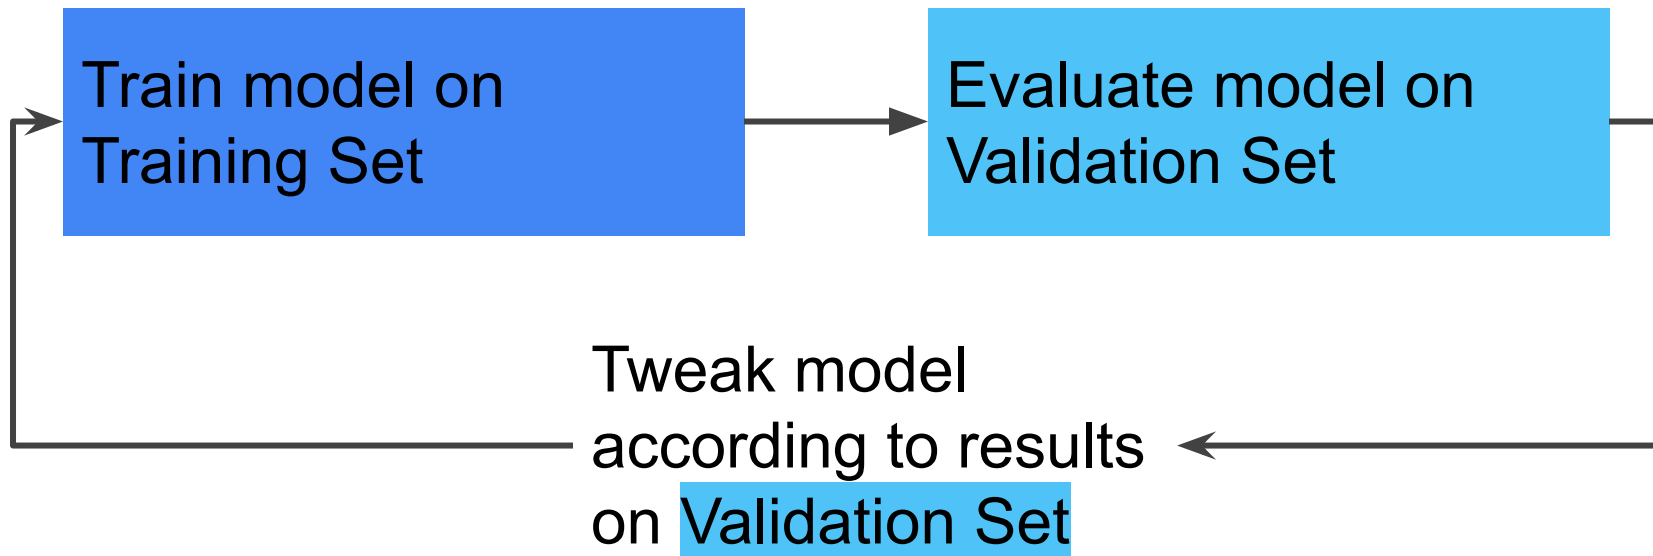 Train model on
Training Set
Evaluate model on
Validation Set
Tweak model
according to results
on Validation Set